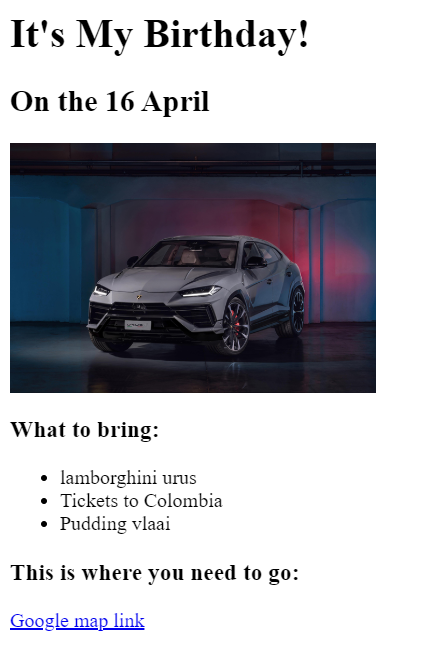 It's My Birthday!
On the 16 April
What to bring:
lamborghini urus
Tickets to Colombia
Pudding vlaai
This is where you need to go:
Google map link